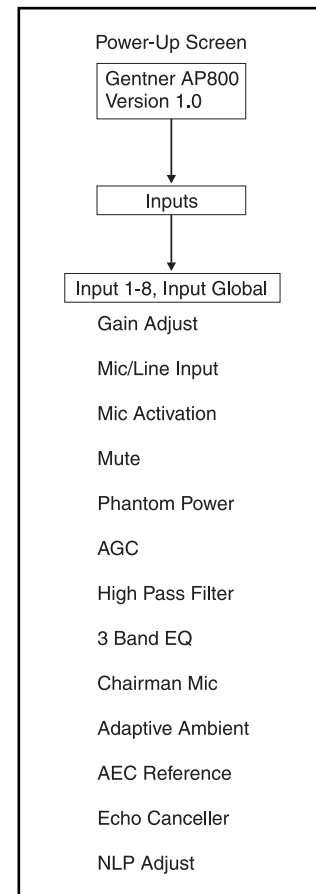 Power-Up Screen
Gentner AP800
Version 1.0
Inputs
Input 1-8, Input Global
Gain Adjust
Mic/Line Input
Mic Activation
Mute
Phantom Power
AGC
High Pass Filter
3 Band EQ
Chairman Mic
Adaptive Ambient
AEC Reference
Echo Canceller
NLP Adjust